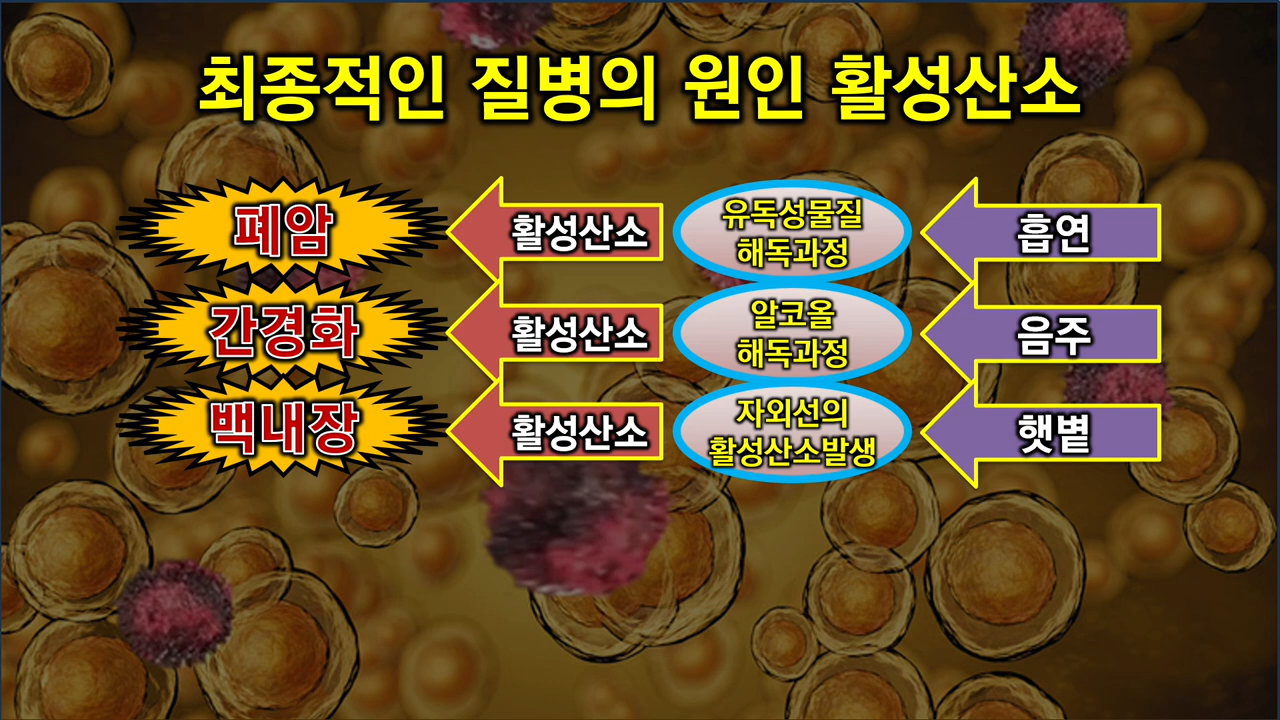 최종적인 질병의 원인 활성산소
폐암
활성산소
유독성물질
해독과정
흡연
간경화
활성산소
알코올
해독과정
음주
백내장
활성산소
자외선의
활성산소발생
햇볕